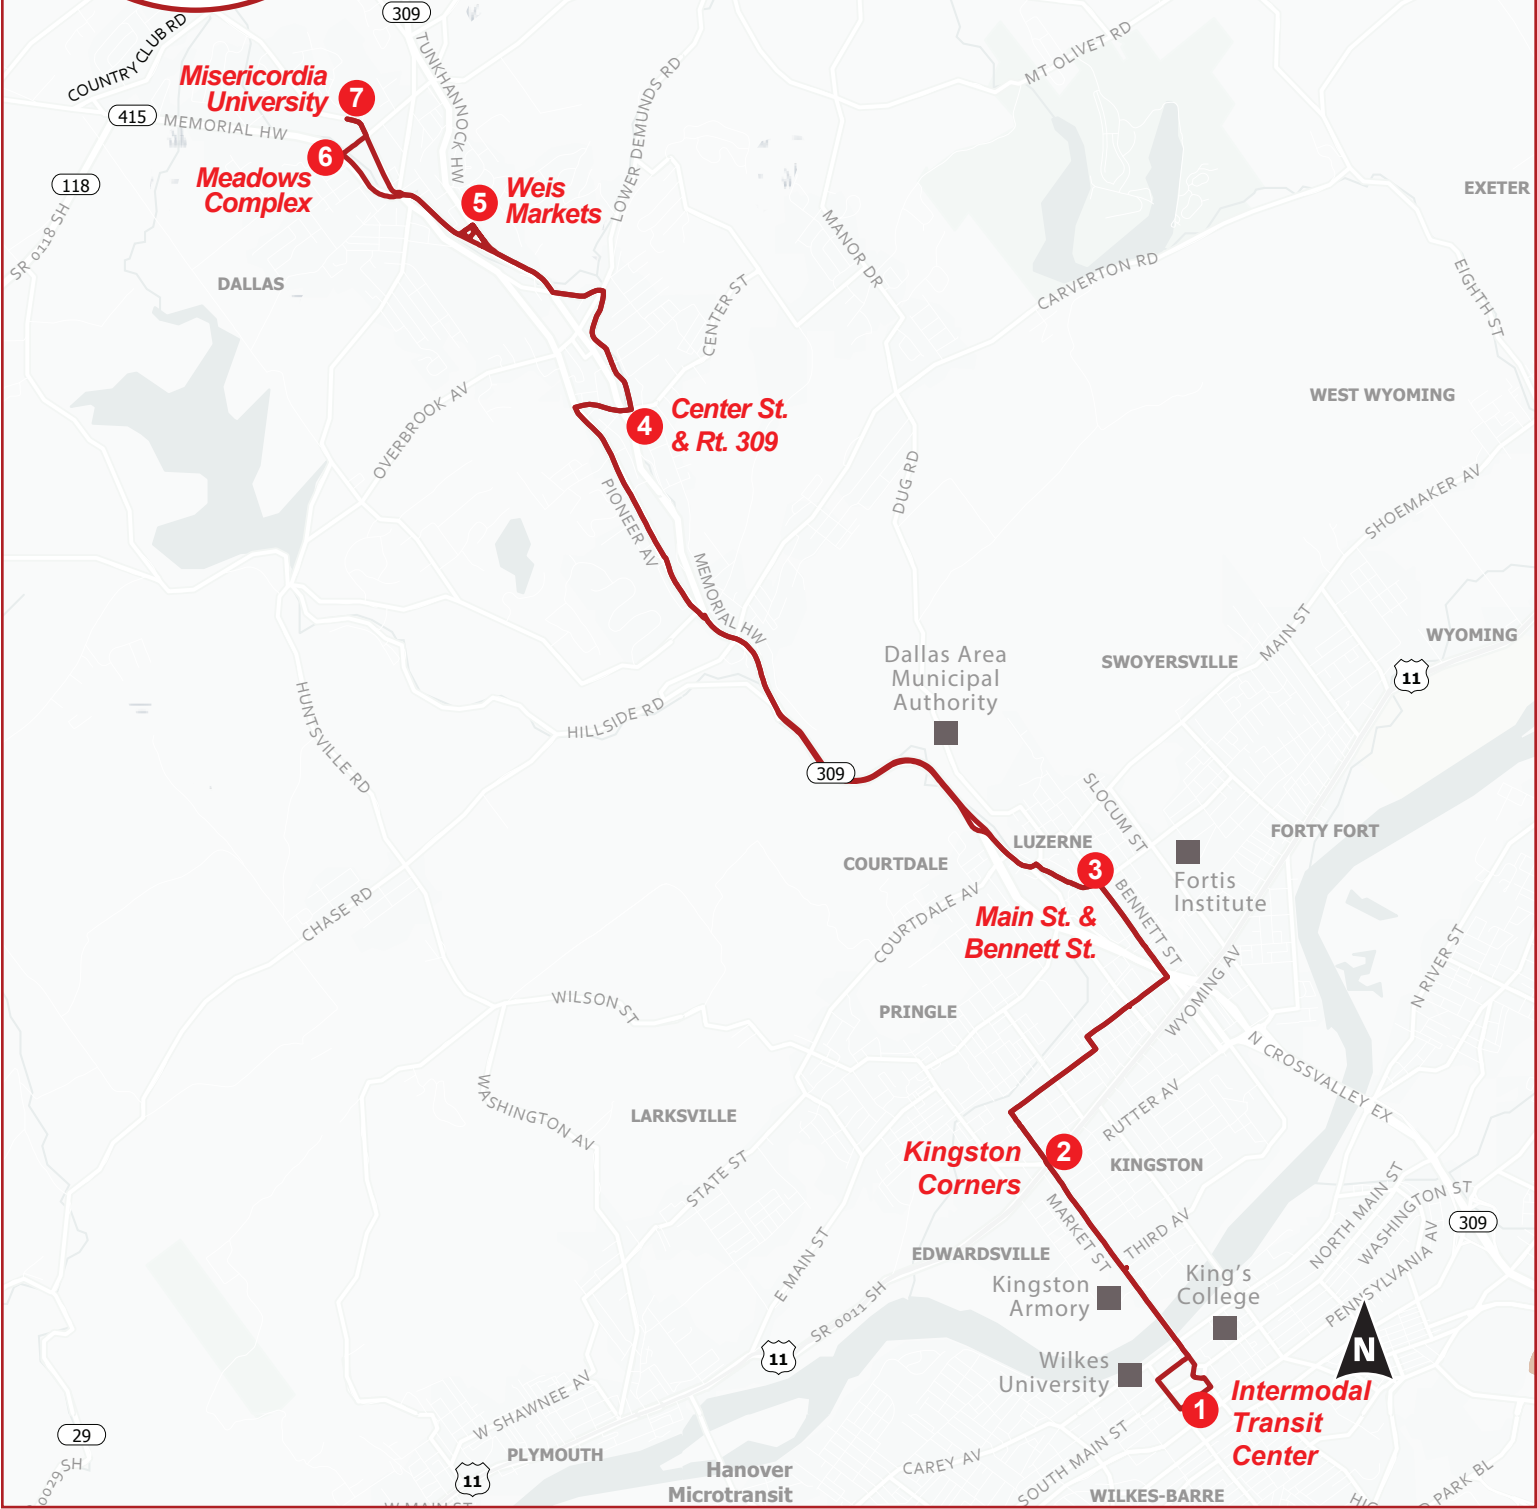 309
COUNTRY CLUB RD
TUNKHANNOCK HW
MT OLIVET RD
LOWER DEMUNDS RD
Misericordia
University
7
415
MEMORIAL HW
6
Meadows
Complex
118
5
Weis
Markets
EXETER
SR 0118 SH
MANOR DR
DALLAS
CARVERTON RD
EIGHTH ST
CENTER ST
OVERBROOK AV
WEST WYOMING
4
Center St.
& Rt. 309
DUG RD
SHOEMAKER AV
PIONEER AV
MEMORIAL HW
MAIN ST
WYOMING
Dallas Area
Municipal
Authority
SWOYERSVILLE
11
HUNTSVILLE RD
HILLSIDE RD
309
SLOCUM ST
FORTY FORT
LUZERNE
COURTDALE
3
Fortis
Institute
BENNETT ST
COURTDALE AV
Main St. &
Bennett St.
CHASE RD
N RIVER ST
WYOMING AV
WILSON ST
PRINGLE
N CROSSVALLEY EX
WASHINGTON AV
LARKSVILLE
RUTTER AV
Kingston
Corners
2
KINGSTON
STATE ST
MARKET ST
THIRD AV
NORTH MAIN ST
WASHINGTON ST
309
PENNSYLVANIA AV
E MAIN ST
EDWARDSVILLE
Kingston
Armory
King's
College
SR 0011 SH
11
N
Wilkes
University
1
Intermodal
Transit
Center
W SHAWNEE AV
29
PLYMOUTH
11
0029 SH
Hanover
Microtransit
CAREY AV
SOUTH MAIN ST
WILKES-BARRE
PARK BL
W MAIN ST